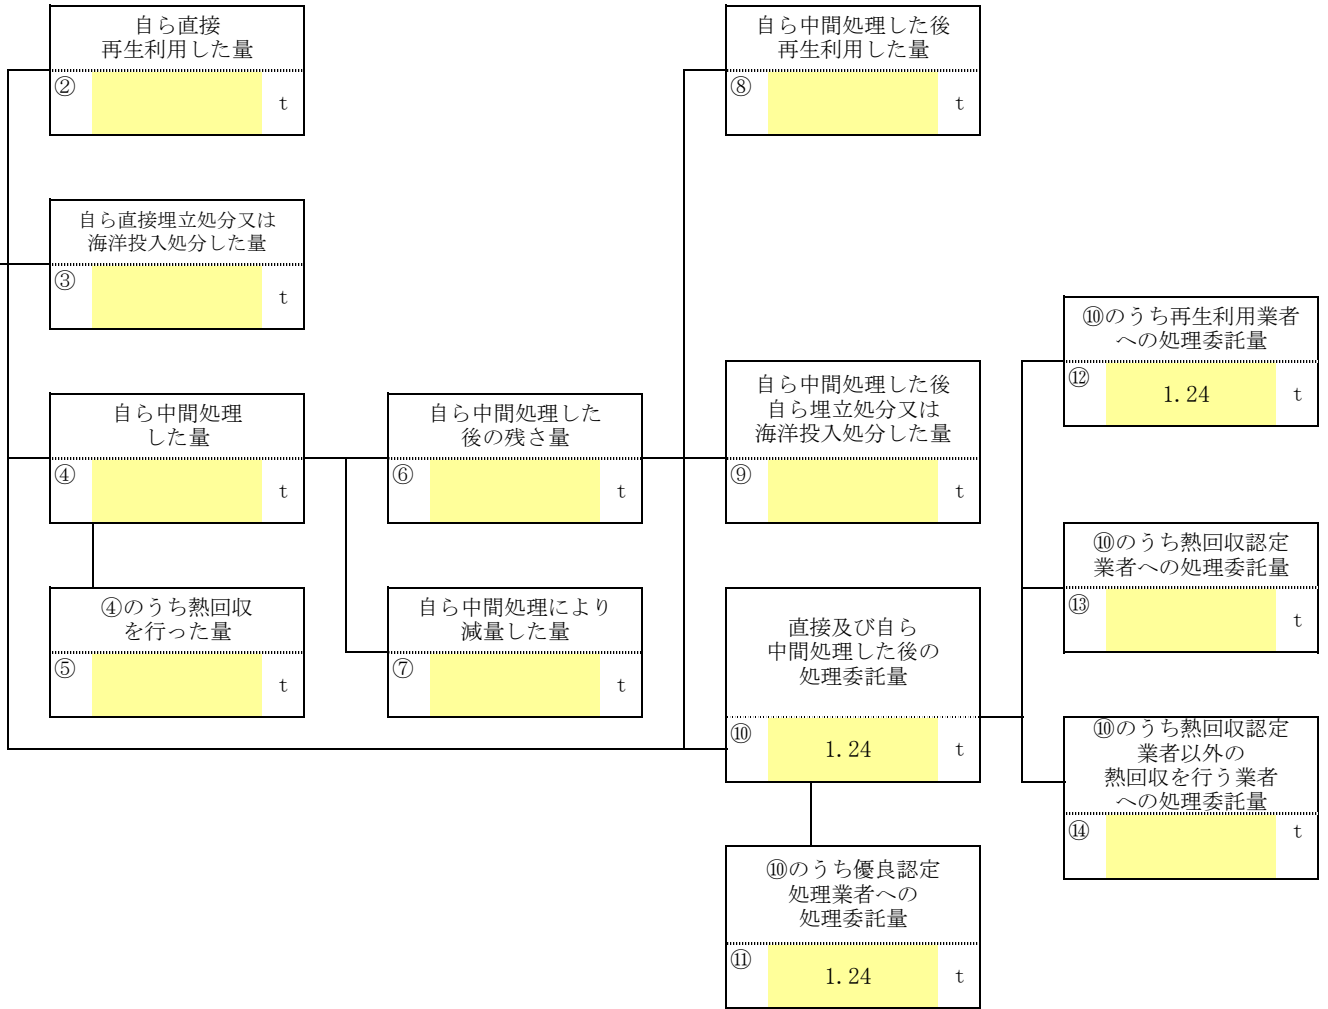 自ら直接
再生利用した量
②
t
自ら中間処理した後
再生利用した量
⑧
t
自ら直接埋立処分又は
海洋投入処分した量
③
t
⑩のうち再生利用業者
への処理委託量
⑫
1.24
t
自ら中間処理
した量
④
t
自ら中間処理した
後の残さ量
⑥
t
自ら中間処理した後
自ら埋立処分又は
海洋投入処分した量
⑨
t
⑩のうち熱回収認定
業者への処理委託量
⑬
t
④のうち熱回収
を行った量
⑤
t
自ら中間処理により
減量した量
⑦
t
直接及び自ら
中間処理した後の
処理委託量
⑩
1.24
t
⑩のうち熱回収認定
業者以外の
熱回収を行う業者
への処理委託量
⑭
t
⑩のうち優良認定
処理業者への
処理委託量
⑪
1.24
t